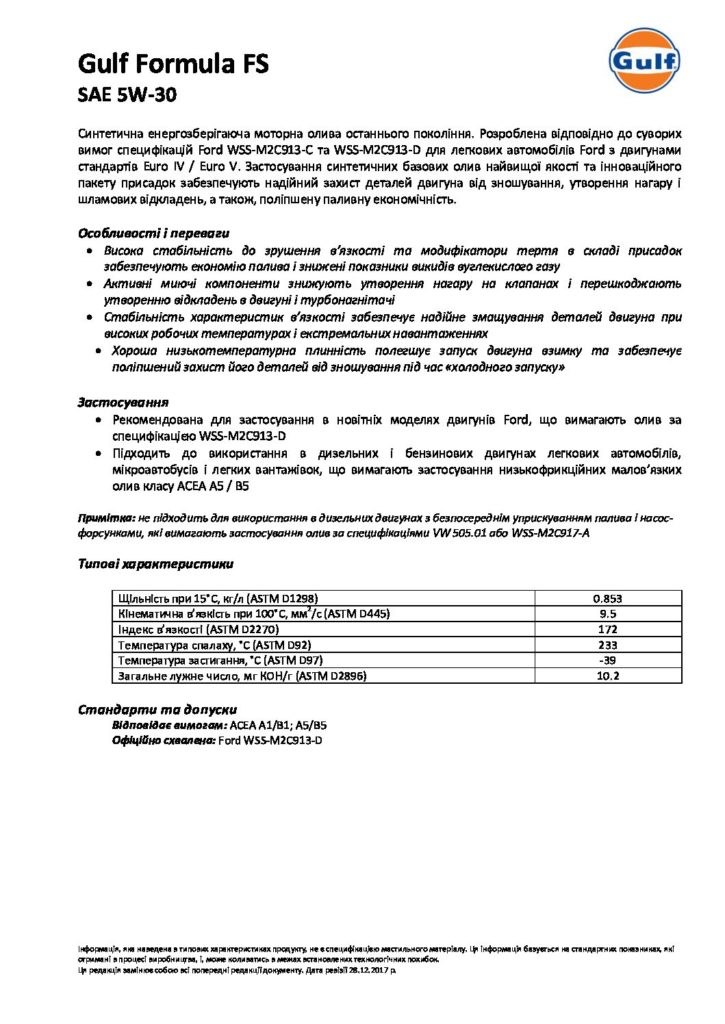 Gulf Formula FS
SAE 5W-30
Gulf
Синтетична енергозберігаюча моторна олива останнього покоління. Розроблена відповідно до суворих
вимог специфікацій Ford WSS-M2C913-C та WSS-M2C913-D для легкових автомобілів Ford з двигунами
стандартів Euro IV / Euro V. Застосування синтетичних базових олив найвищої якості та інноваційного
пакету присадок забезпечують надійний захист деталей двигуна від зношування, утворення нагару і
шламових відкладень, а також, поліпшену паливну економічність.
Особливості і переваги
• Висока стабільність до зрушення в’язкості та модифікатори тертя в складі присадок
забезпечують економію палива і знижені показники викидів вуглекислого газу
• Активні миючі компоненти знижують утворення нагару на клапанах і перешкоджають
утворенню відкладень в двигуні і турбонагнітачі
• Стабільність характеристик в’язкості забезпечує надійне змащування деталей двигуна при
високих робочих температурах і екстремальних навантаженнях
• Хороша низькотемпературна плинність полегшує запуск двигуна взимку та забезпечує
поліпшений захист його деталей від зношування під час «холодного запуску»
Застосування
• Рекомендована для застосування в новітніх моделях двигунів Ford, що вимагають олив за
специфікацією WSS-M2C913-D
• Підходить до використання в дизельних і бензинових двигунах легкових автомобілів,
мікроавтобусів і легких вантажівок, що вимагають застосування низькофрикційних малов’язких
олив класу ACEA A5 / B5
Примітка: не підходить для використання в дизельних двигунах з безпосереднім уприскуванням палива і насос-
форсунками, які вимагають застосування олив за специфікаціями VW 505.01 або WSS-M2C917-A
Типові характеристики
Щільність при 15°C, кг/л (ASTM D1298) 0.853
Кінематична в’язкість при 100°C, мм²/с (ASTM D445) 9.5
Індекс в’язкості (ASTM D2270) 172
Температура спалаху, °C (ASTM D92) 233
Температура застигання, °C (ASTM D97) -39
Загальне лужне число, мг КОН/г (ASTM D2896) 10.2
Стандарти та допуски
Відповідає вимогам: ACEA A1/B1; A5/B5
Офіційно схвалена: Ford WSS-M2C913-D
Інформація, яка наведена в типових характеристиках продукту, не є специфікацією мастильного матеріалу. Ця інформація базується на стандартних показниках, які
отримані в процесі виробництва, і, може коливатись в межах встановлених технологічних похибок.
Ця редакція замінює собою всі попередні редакції документу. Дата ревізії 28.12.2017 р.